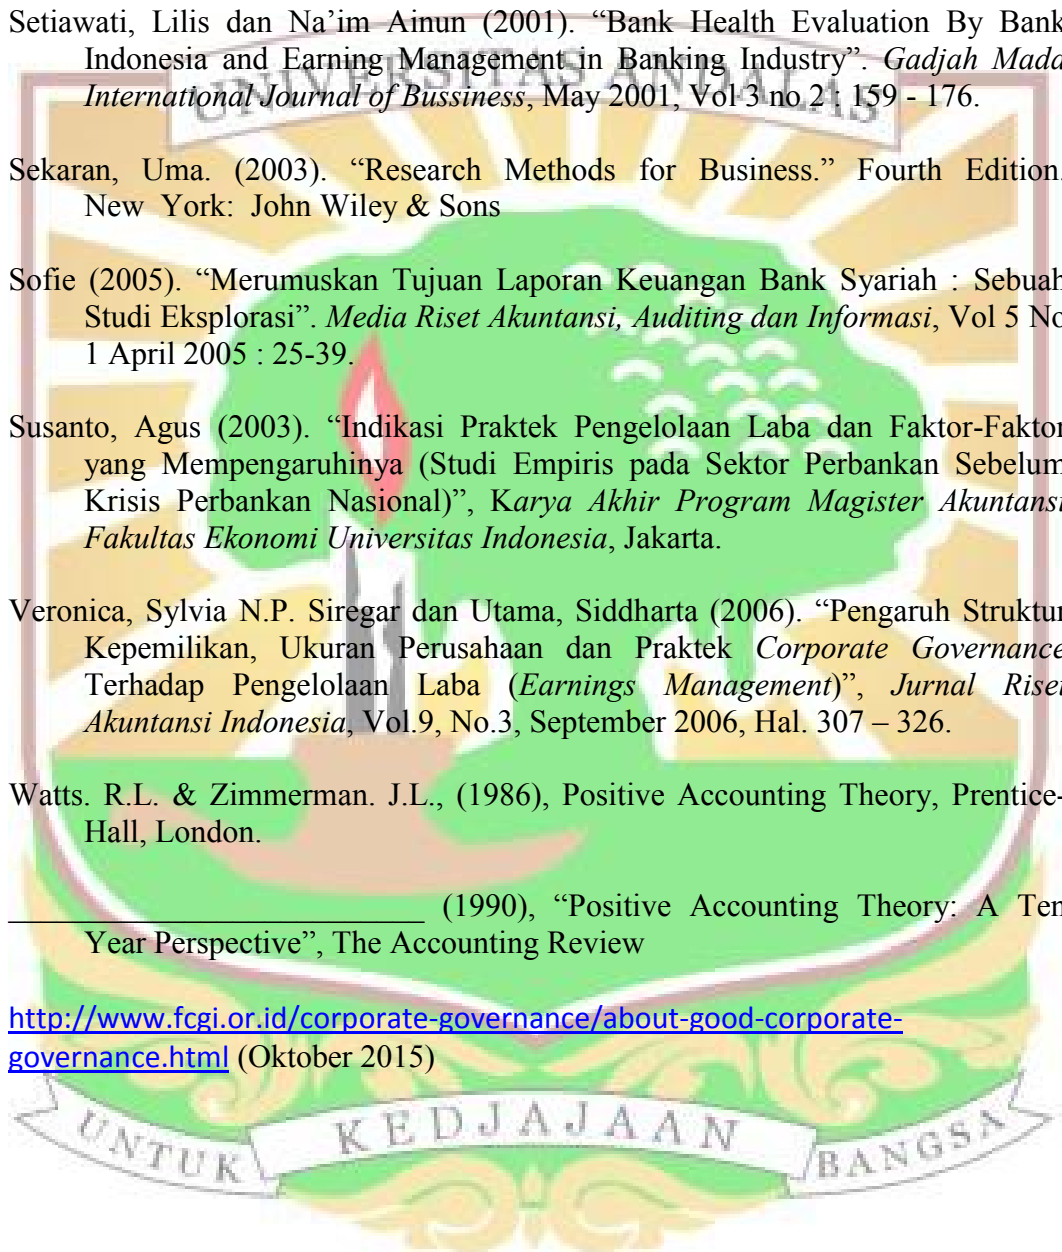 Setiawati, Lilis dan Na’im Ainun (2001). “Bank Health Evaluation By Bank
Indonesia and Earning Management in Banking Industry”. Gadjah Mada
International Journal of Bussiness, May 2001, Vol 3 no 2 : 159 - 176.
UNIVERSITAS ANDALAS
Sekaran, Uma. (2003). “Research Methods for Business.” Fourth Edition.
New York: John Wiley & Sons
Sofie (2005). “Merumuskan Tujuan Laporan Keuangan Bank Syariah : Sebuah
Studi Eksplorasi”. Media Riset Akuntansi, Auditing dan Informasi, Vol 5 No
1 April 2005 : 25-39.
Susanto, Agus (2003). “Indikasi Praktek Pengelolaan Laba dan Faktor-Faktor
yang Mempengaruhinya (Studi Empiris pada Sektor Perbankan Sebelum
Krisis Perbankan Nasional)”, Karya Akhir Program Magister Akuntansi
Fakultas Ekonomi Universitas Indonesia, Jakarta.
Veronica, Sylvia N.P. Siregar dan Utama, Siddharta (2006). “Pengaruh Struktur
Kepemilikan, Ukuran Perusahaan dan Praktek Corporate Governance
Terhadap Pengelolaan Laba (Earnings Management)”, Jurnal Riset
Akuntansi Indonesia, Vol.9, No.3, September 2006, Hal. 307 – 326.
Watts. R.L. & Zimmerman. J.L., (1986), Positive Accounting Theory, Prentice-
Hall, London.
__________________________ (1990), “Positive Accounting Theory: A Ten
Year Perspective”, The Accounting Review
http://www.fcgi.or.id/corporate-governance/about-good-corporate-
governance.html (Oktober 2015)
UNTUK KEDJAJAAN BANGSA